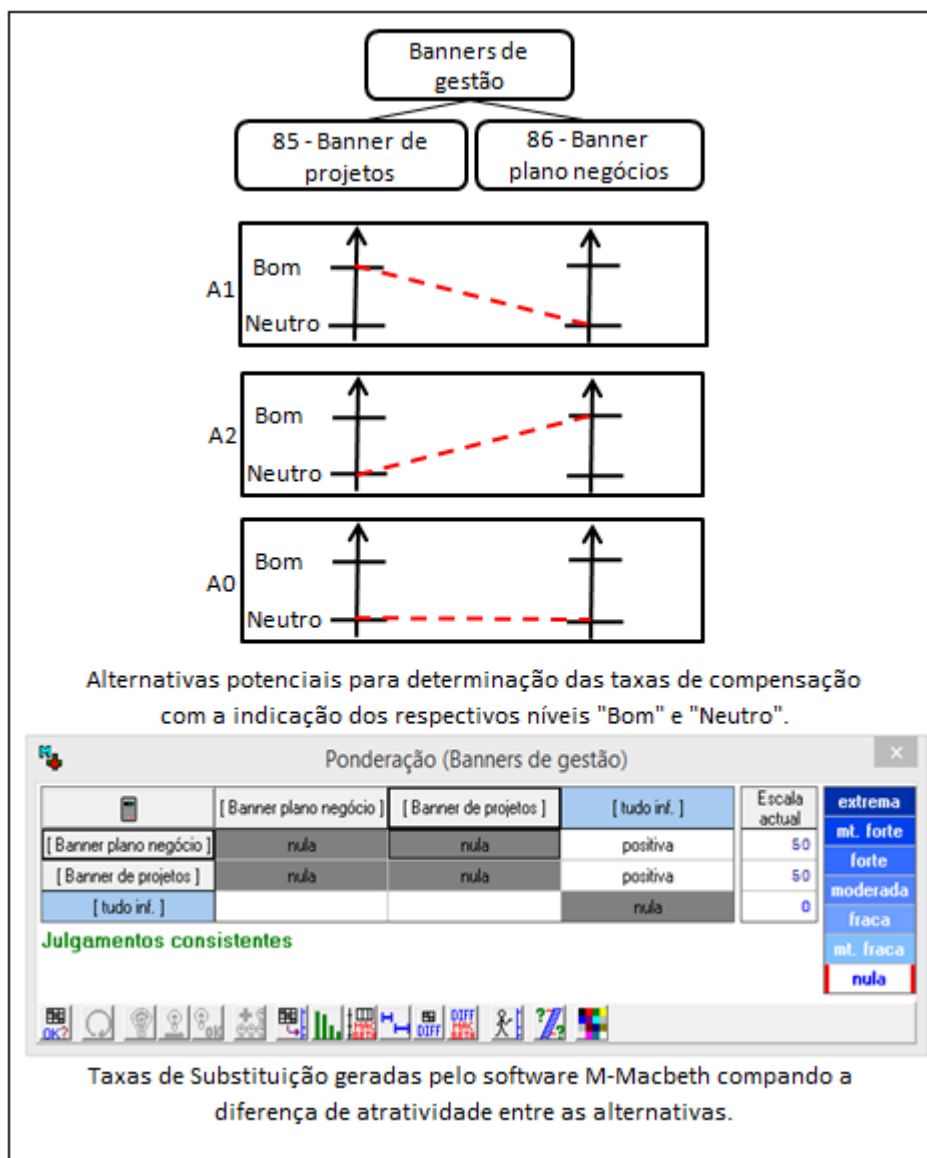 Banners de
gestão
85 - Banner de
projetos
86 - Banner
plano negócios
A1
Bom
Neutro
A2
Bom
Neutro
A0
Bom
Neutro
Alternativas potenciais para determinação das taxas de compensação
com a indicação dos respectivos níveis "Bom" e "Neutro".
Ponderação (Banners de gestão)
[ Banner plano negócio ] [ Banner de projetos ] [ tudo inf. ] Escala
actual
[ Banner plano negócio ] nula nula positiva 50
[ Banner de projetos ] nula nula positiva 50
[ tudo inf. ] nula 0
extrema
mt. forte
forte
moderada
fraca
mt. fraca
nula
Julgamentos consistentes
OK?
DIFF
DIFF
Taxas de Substituição geradas pelo software M-Macbeth compando a
diferença de atratividade entre as alternativas.